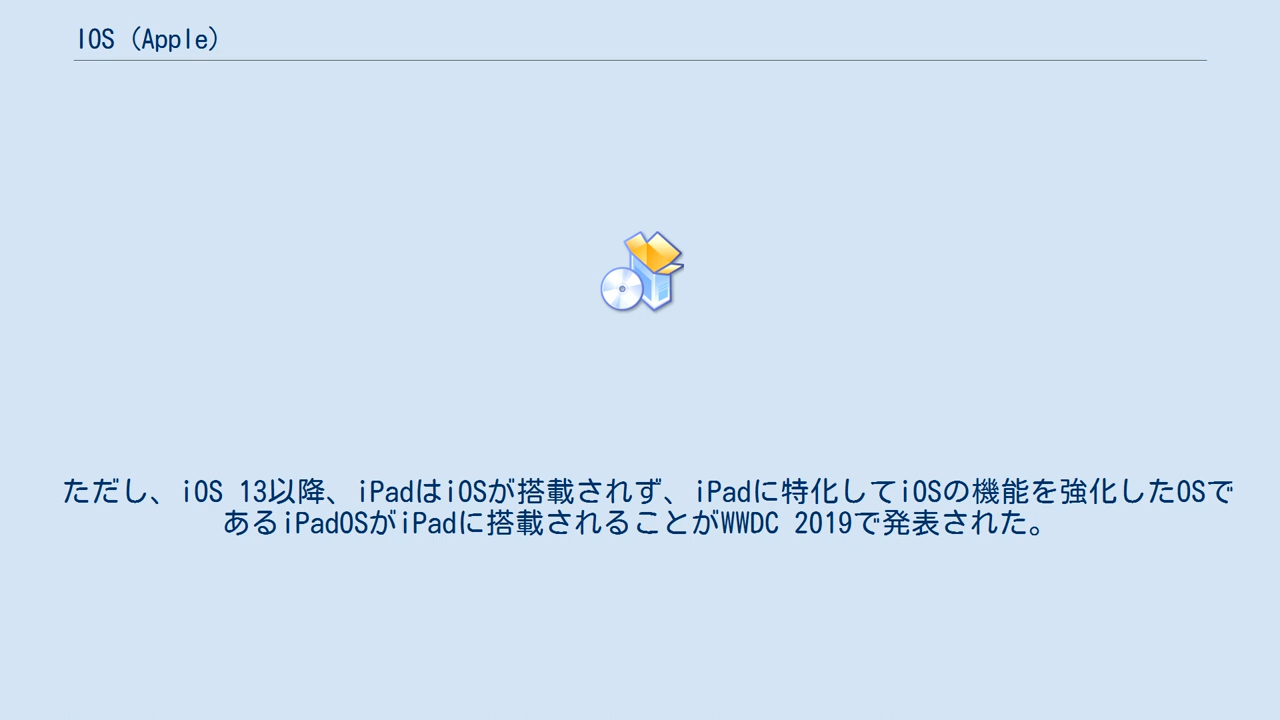 IOS (Apple)
ただし、iOS 13以降、iPadはiOSが搭載されず、iPadに特化してiOSの機能を強化したOSで
あるiPadOSがiPadに搭載されることがWWDC 2019で発表された。